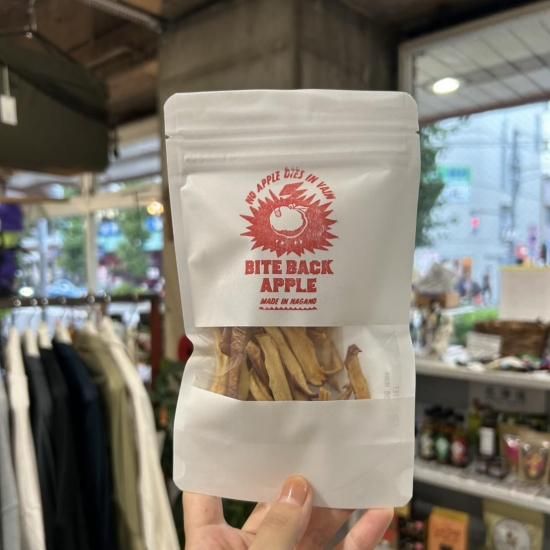 NO APPLE DIES IN VAIN
BITE BACK
APPLE
MADE IN NAGANO